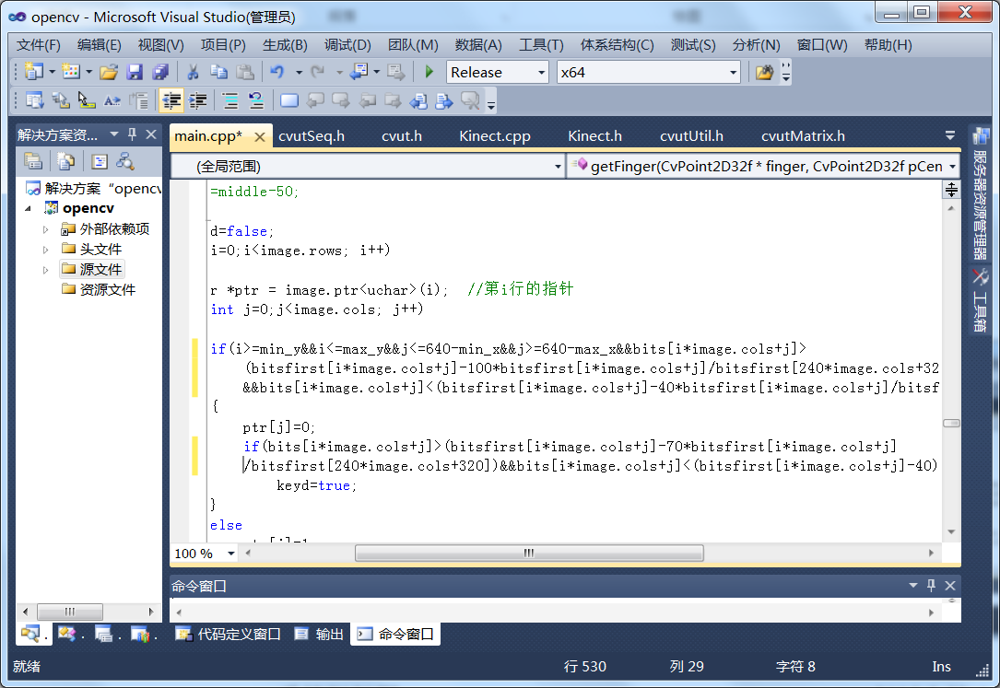 opencv - Microsoft Visual Studio(管理员)
文件(F) 编辑(E) 视图(V) 项目(P) 生成(B) 调试(D) 团队(M) 数据(A) 工具(T) 体系结构(C) 测试(S) 分析(N) 窗口(W) 帮助(H)
Release x64
解决方案资...
main.cpp* cvutSeq.h cvut.h Kinect.cpp Kinect.h cvutUtil.h cvutMatrix.h
(全局范围) getFinger(CvPoint2D32f * finger, CvPoint2D32f pCen
解决方案 “opencv
opencv
外部依赖项
头文件
源文件
资源文件
=middle-50;
d=false;
i=0;i<image.rows; i++)
r *ptr = image.ptr<uchar>(i); //第i行的指针
int j=0;j<image.cols; j++)
if(i>=min_y&&i<=max_y&&j<=640-min_x&&j>=640-max_x&&bits[i*image.cols+j]>
(bitsfirst[i*image.cols+j]-100*bitsfirst[i*image.cols+j]/bitsfirst[240*image.cols+32
&&bits[i*image.cols+j]<(bitsfirst[i*image.cols+j]-40*bitsfirst[i*image.cols+j]/bitsf
{
ptr[j]=0;
if(bits[i*image.cols+j]>(bitsfirst[i*image.cols+j]-70*bitsfirst[i*image.cols+j]
/bitsfirst[240*image.cols+320])&&bits[i*image.cols+j]<(bitsfirst[i*image.cols+j]-40)
keyd=true;
}
else
100 %
服务器资源管理器
工具箱
命令窗口
代码定义窗口 输出 命令窗口
就绪 行 530 列 29 字符 8 Ins